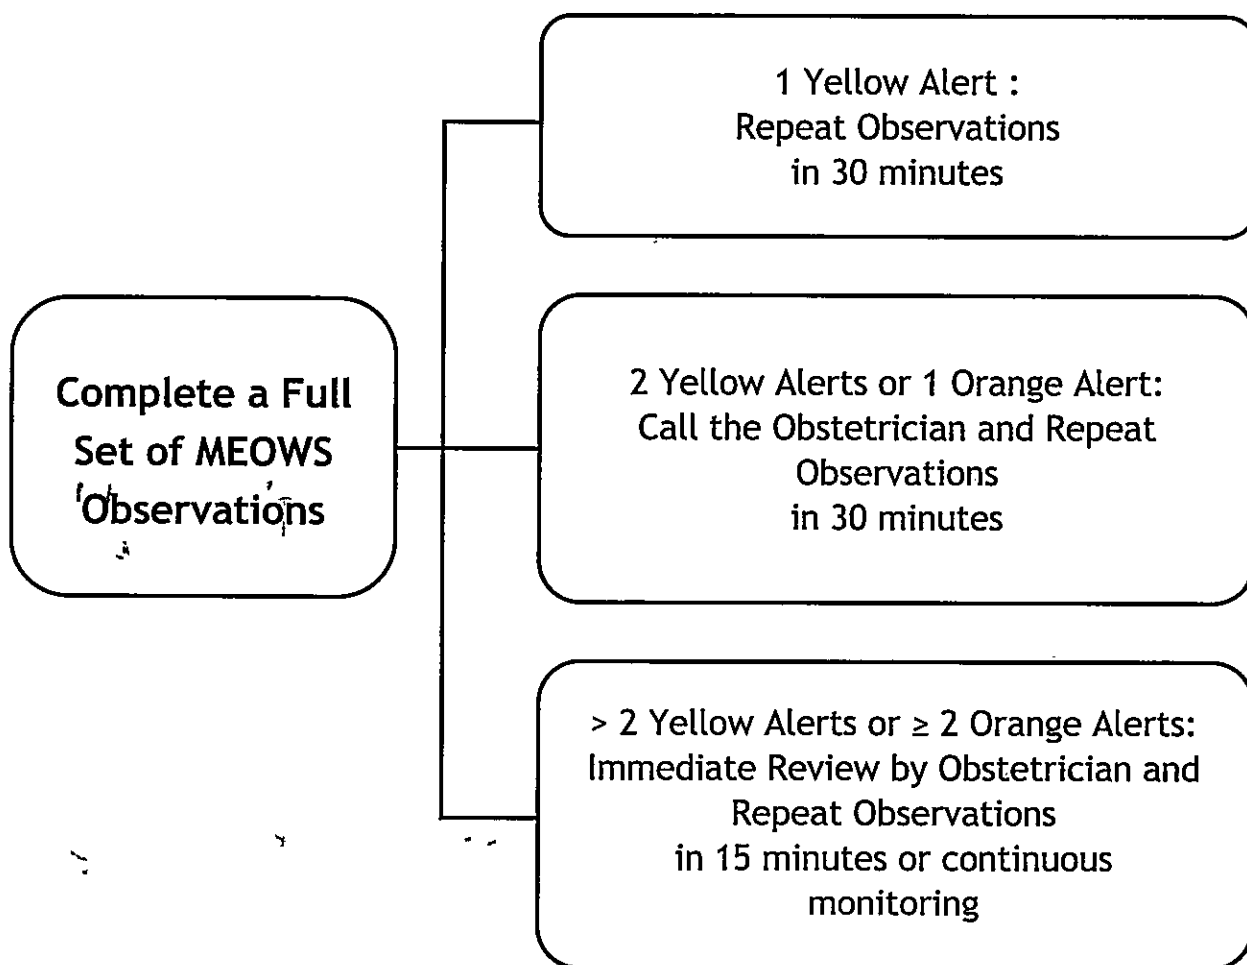 Complete a Full
Set of MEOWS
Observations
1 Yellow Alert :
Repeat Observations
in 30 minutes
2 Yellow Alerts or 1 Orange Alert:
Call the Obstetrician and Repeat
Observations
in 30 minutes
> 2 Yellow Alerts or ≥ 2 Orange Alerts:
Immediate Review by Obstetrician and
Repeat Observations
in 15 minutes or continuous
monitoring